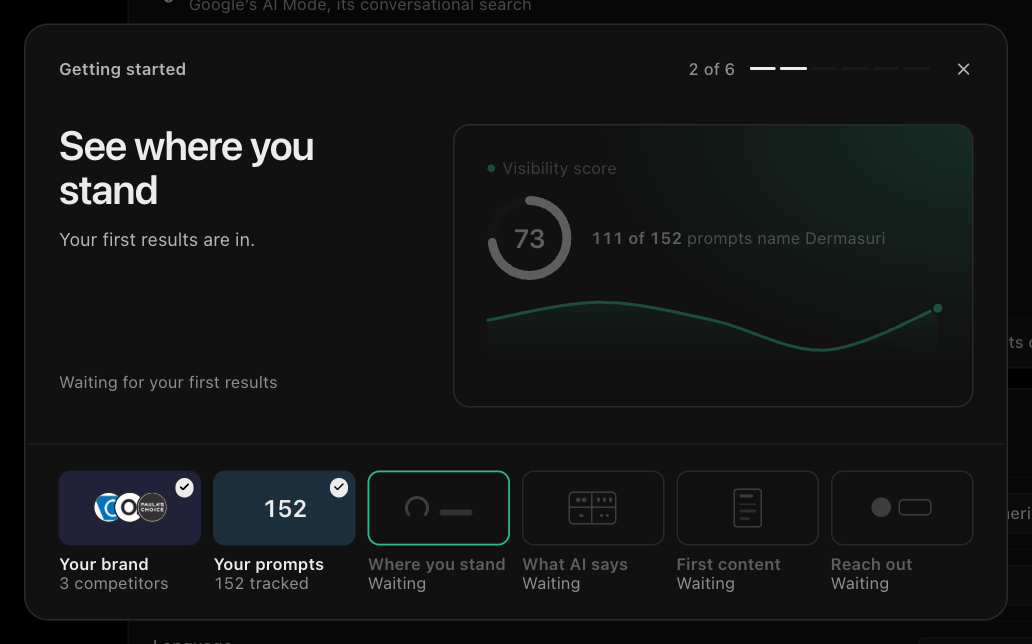 Google's AI Mode, its conversational search
Getting started
2 of 6
See where you
stand
Your first results are in.
Waiting for your first results
Visibility score
73
111 of 152 prompts name Dermasuri
ts
PAULA'S
CHOICE
152
Your brand
3 competitors
Your prompts
152 tracked
Where you stand
Waiting
What AI says
Waiting
First content
Waiting
Reach out
Waiting
eri
Language